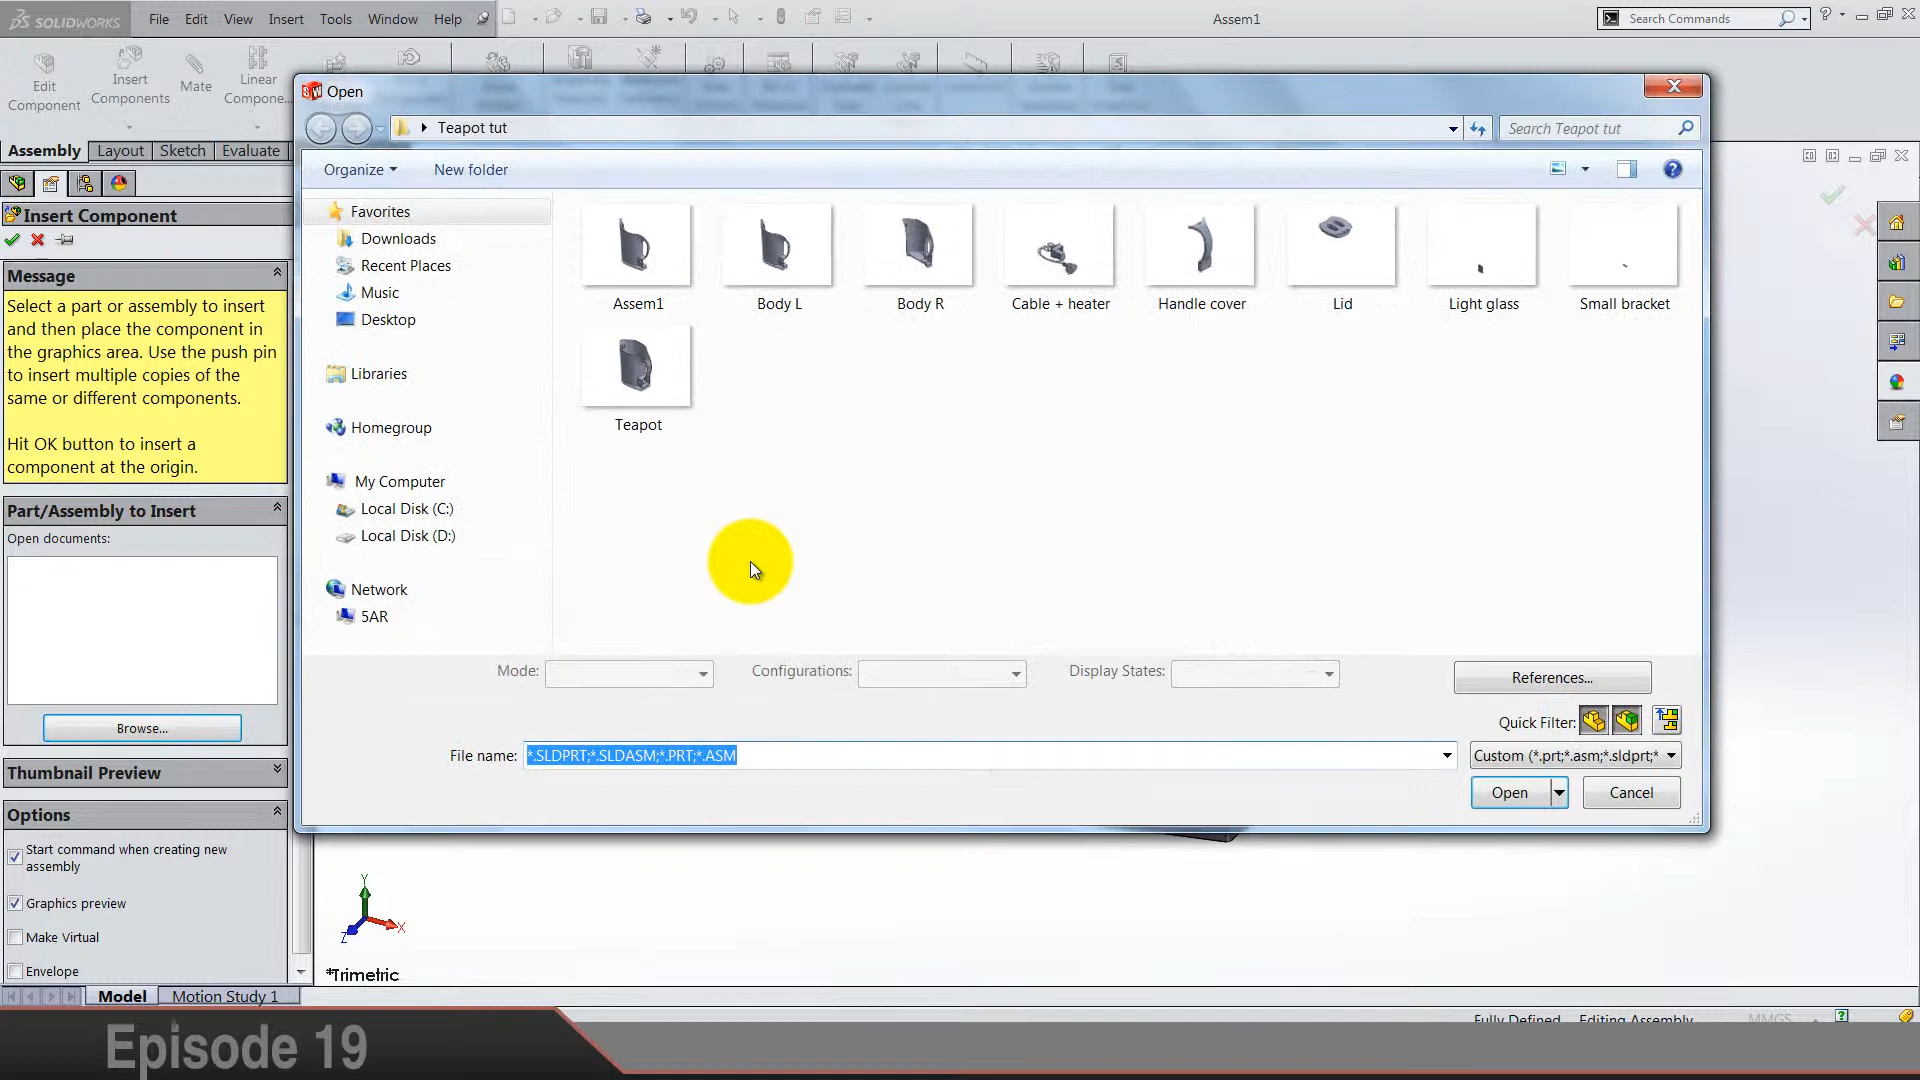 SOLIDWORKS File Edit View Insert Tools Window Help Assem1 Search Commands
Edit Component
Insert Components
Mate
Linear Compone...
Assembly Layout Sketch Evaluate
Insert Component
Message
Select a part or assembly to insert
and then place the component in
the graphics area. Use the push pin
to insert multiple copies of the
same or different components.
Hit OK button to insert a
component at the origin.
Part/Assembly to Insert
Open documents:
Browse...
Thumbnail Preview
Options
Start command when creating new
assembly
Graphics preview
Make Virtual
Envelope
Model Motion Study 1
Open
Teapot tut
Search Teapot tut
Organize New folder
Favorites
Downloads
Recent Places
Music
Desktop
Libraries
Homegroup
My Computer
Local Disk (C:)
Local Disk (D:)
Network
5AR
Assem1 Body L Body R Cable + heater Handle cover Lid Light glass Small bracket
Teapot
Mode: Configurations: Display States: References...
Quick Filter:
File name: *.SLDPRT;*.SLDASM;*.PRT;*.ASM Custom (*.prt;*.asm;*.sldprt;*
Open Cancel
Y
X
Z
*Trimetric
Fully Defined Editing Assembly MMGS
Episode 19